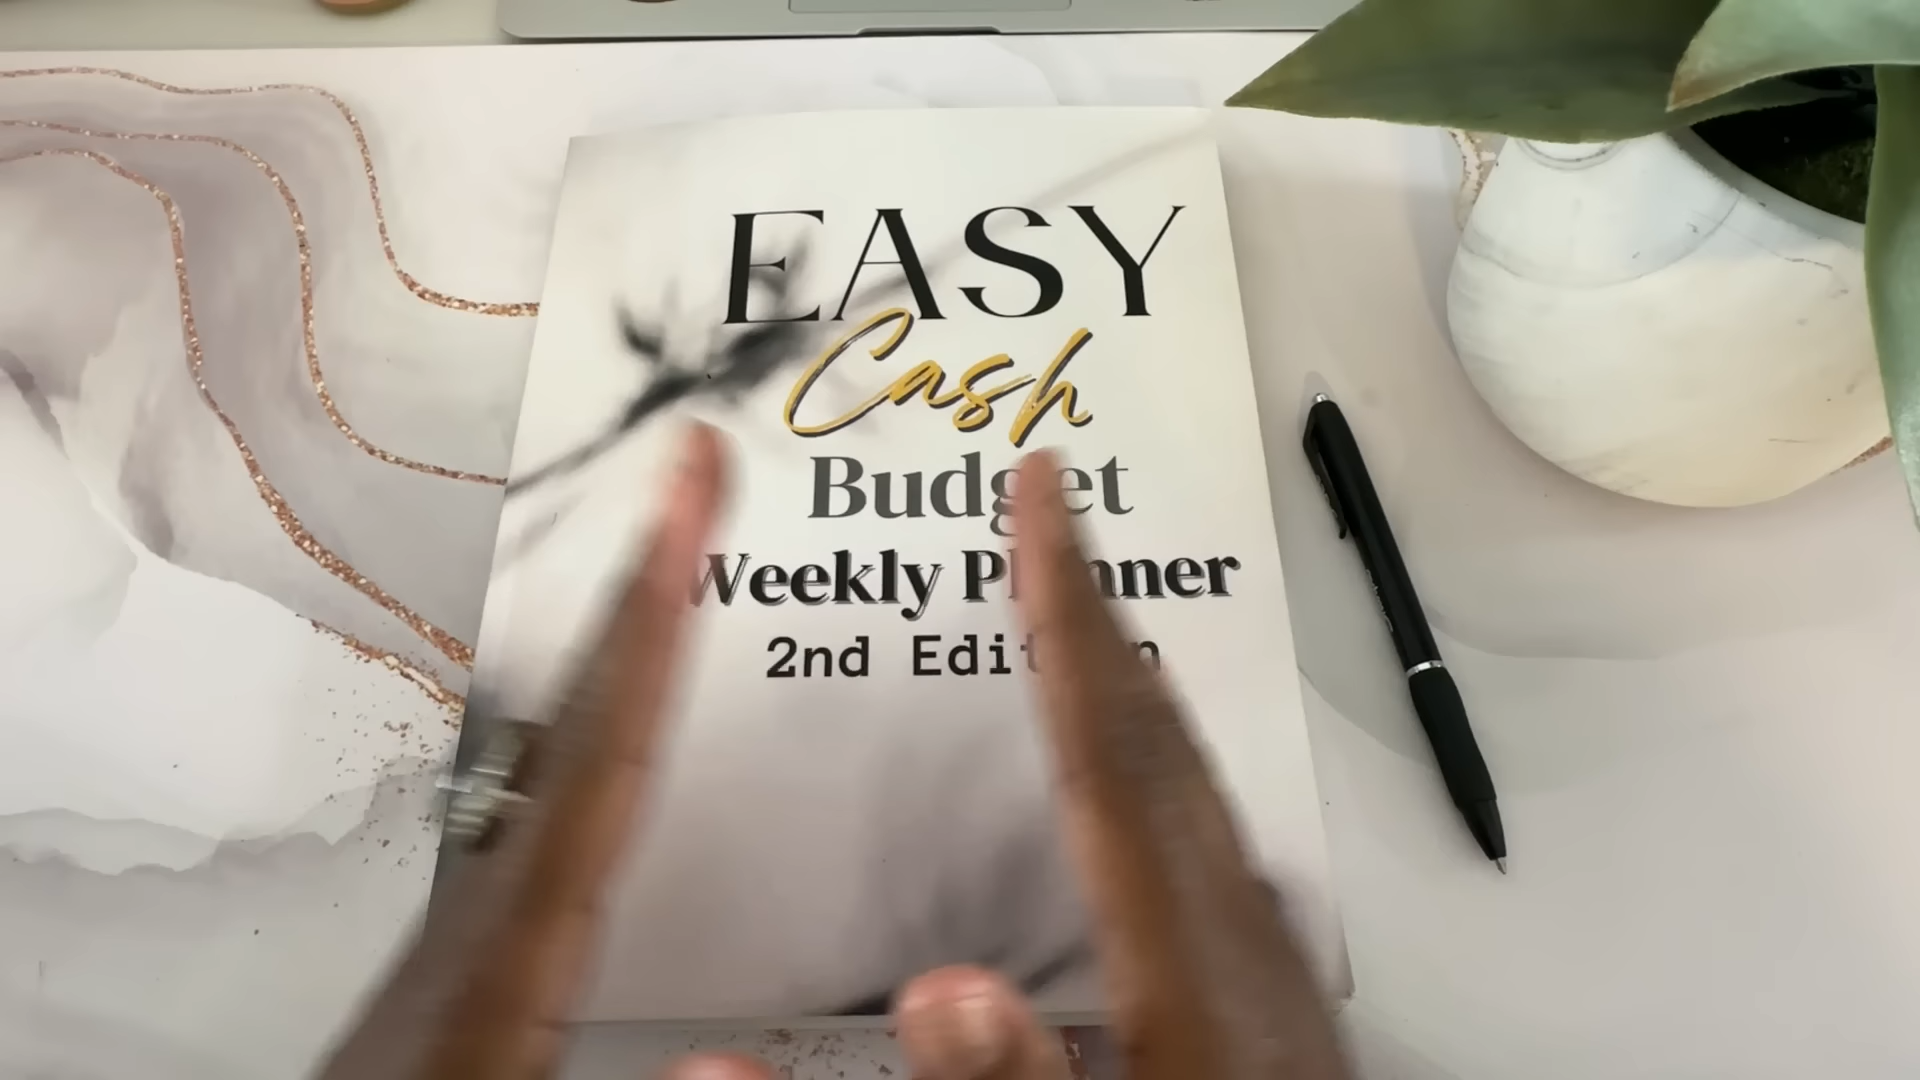 EASY
Cash
Budget
Weekly Planner
2nd Edition